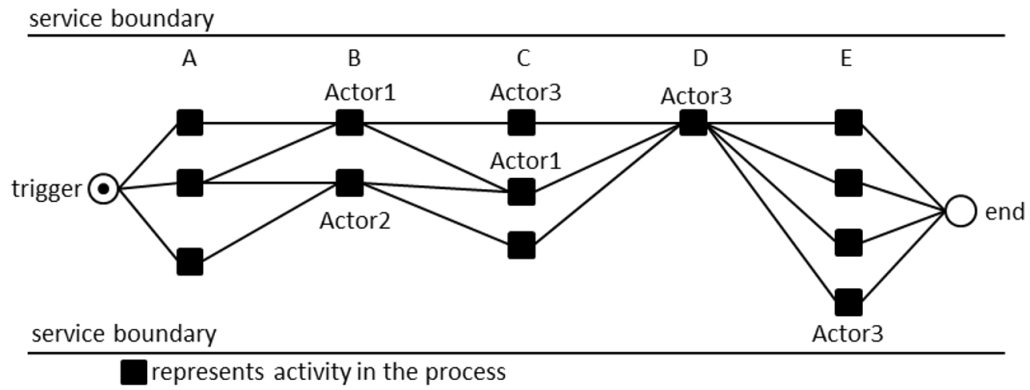 service boundary
A B C D E
Actor1 Actor3 Actor3
Actor1
trigger
Actor2
end
service boundary
Actor3
represents activity in the process